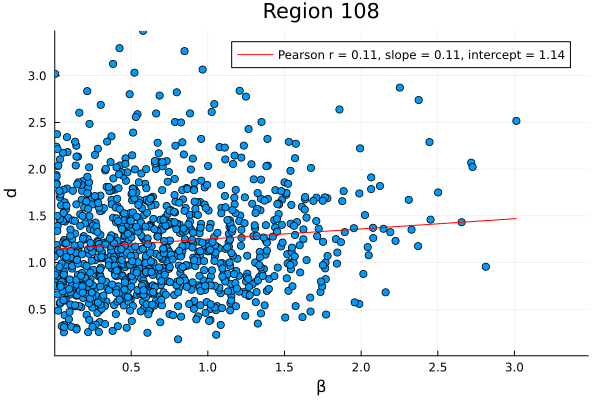 Region 108
Pearson r = 0.11, slope = 0.11, intercept = 1.14
3.0
2.5
2.0
1.5
1.0
0.5
d
0.5 1.0 1.5 2.0 2.5 3.0
β